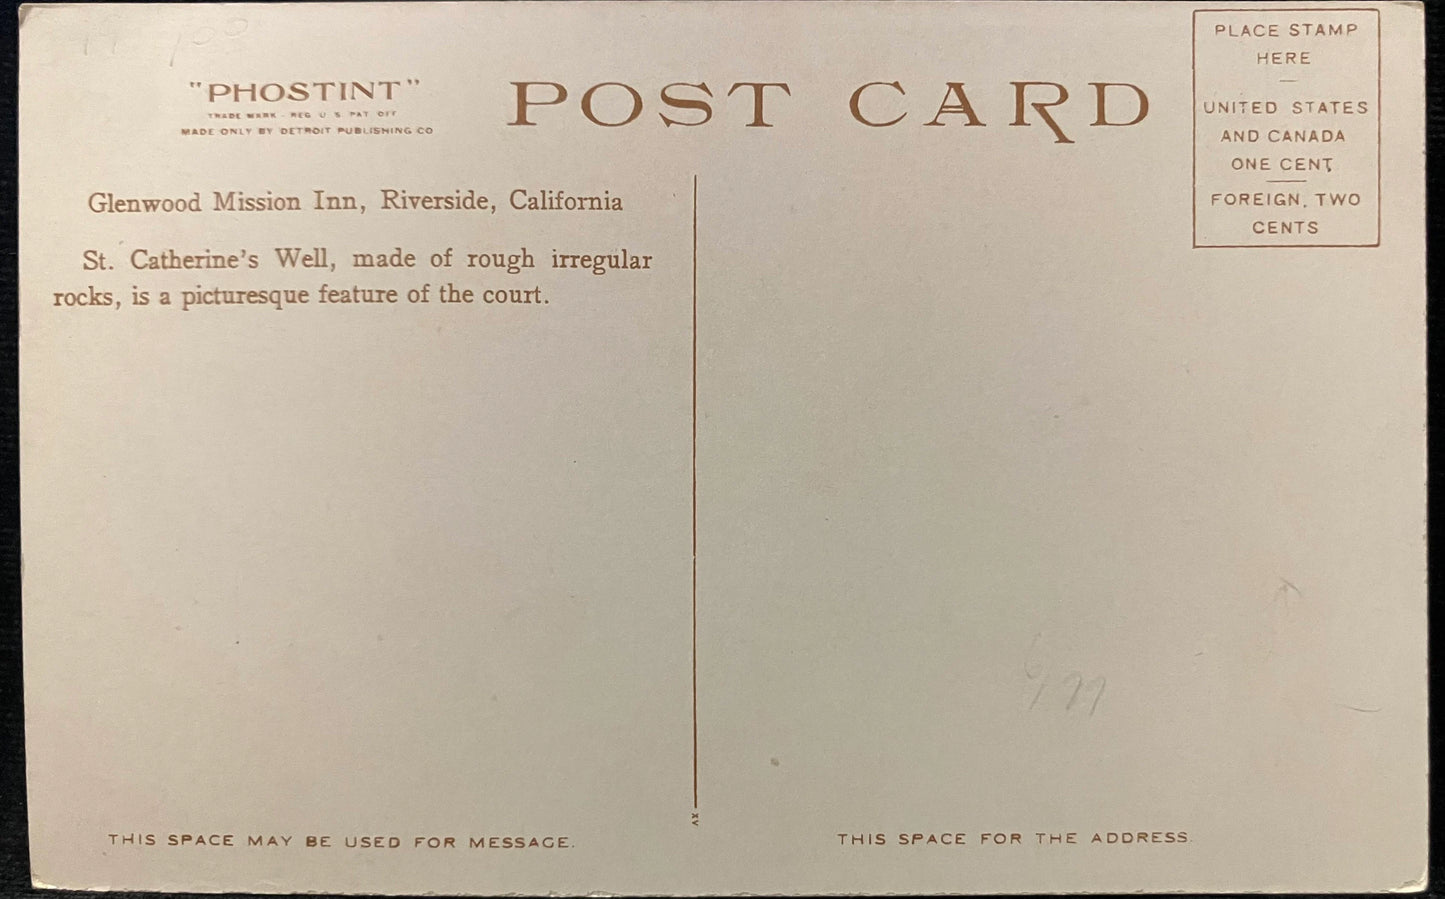 "PHOSTINT"
TRADE MARK - REG U S PAT OFF
MADE ONLY BY DETROIT PUBLISHING CO
POST CARD
PLACE STAMP
HERE
UNITED STATES
AND CANADA
ONE CENT,
FOREIGN, TWO
CENTS
Glenwood Mission Inn, Riverside, California
St. Catherine's Well, made of rough irregular
rocks, is a picturesque feature of the court.
XV
THIS SPACE MAY BE USED FOR MESSAGE.
THIS SPACE FOR THE ADDRESS.